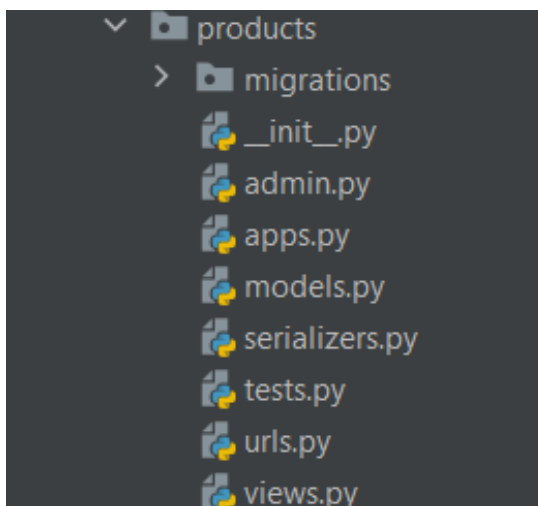 products
migrations
__init__.py
admin.py
apps.py
models.py
serializers.py
tests.py
urls.py
views.py